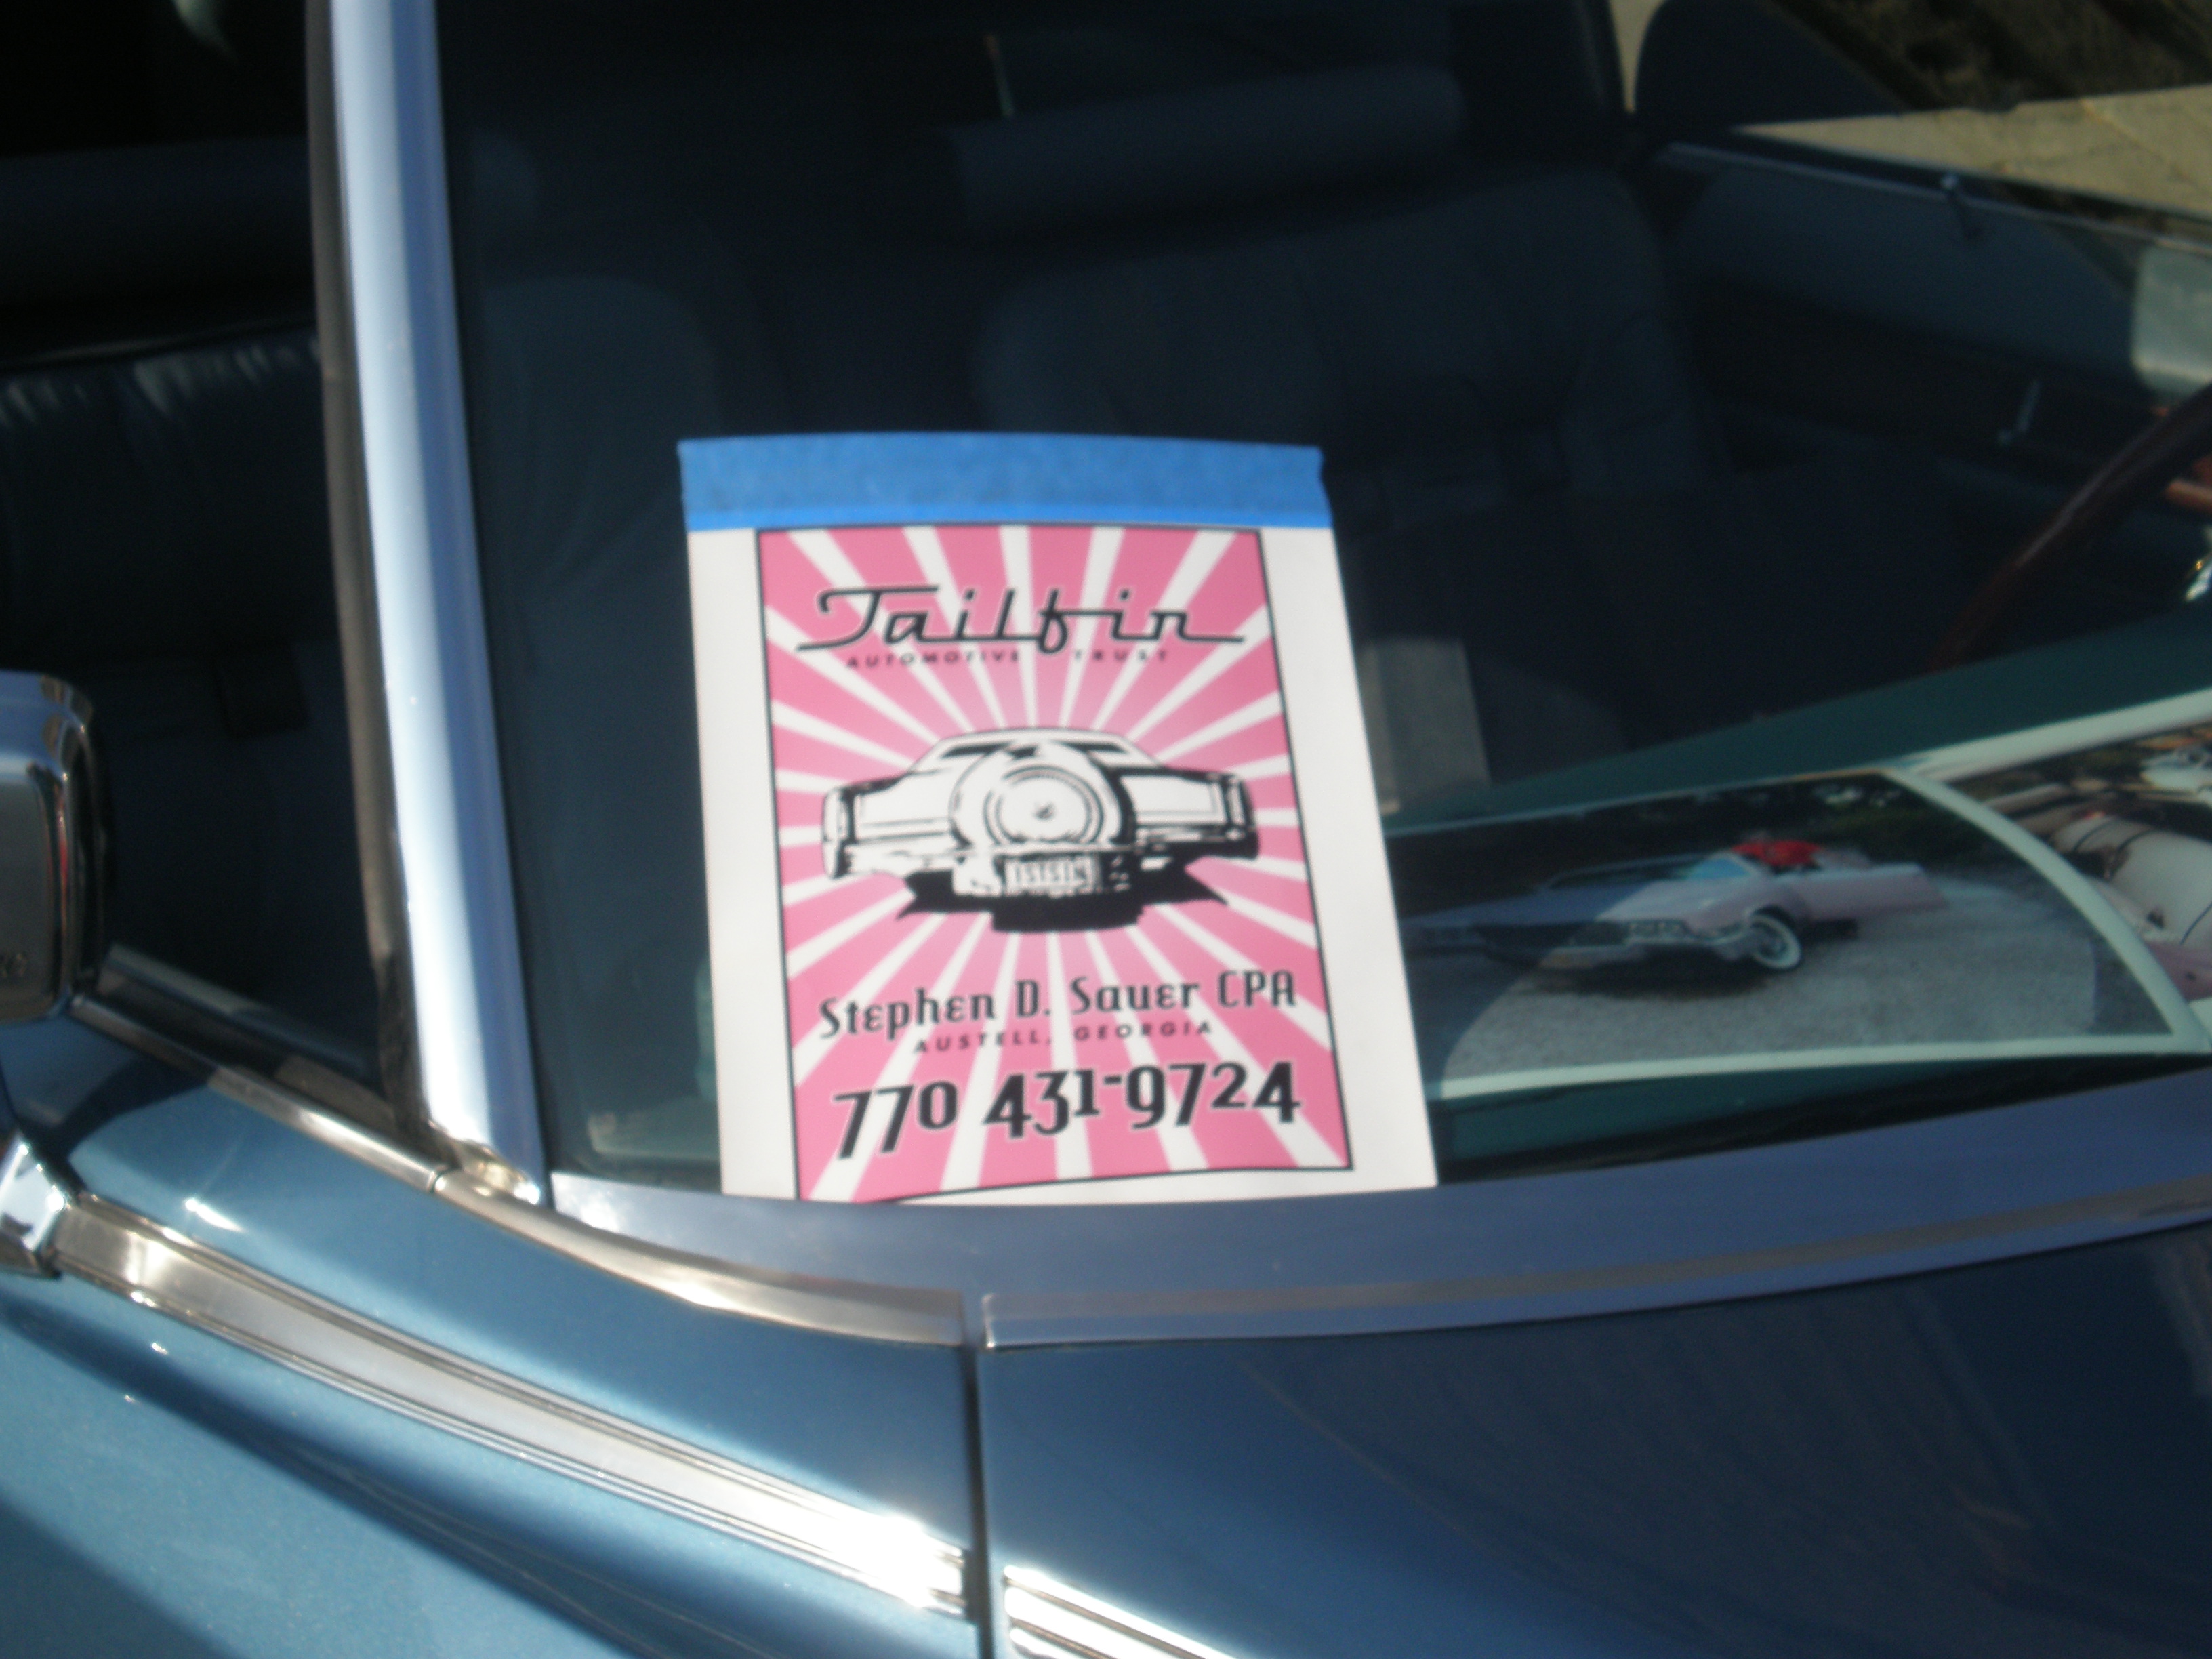 Tailfin
AUTOMOTIVE TRUST
Stephen D. Sauer CPA
AUSTELL, GEORGIA
770 431-9724